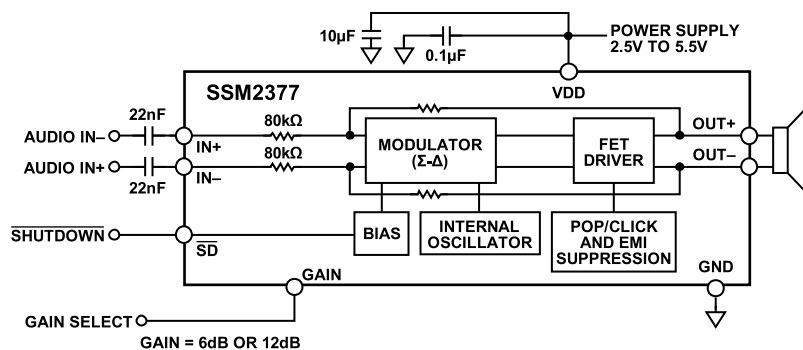 10µF
0.1µF
POWER SUPPLY
2.5V TO 5.5V
SSM2377
VDD
22nF
80kΩ
AUDIO IN–
IN+
MODULATOR
(Σ-Δ)
FET
DRIVER
OUT+
80kΩ
AUDIO IN+
IN–
OUT–
22nF
SHUTDOWN
SD
BIAS
INTERNAL
OSCILLATOR
POP/CLICK
AND EMI
SUPPRESSION
GAIN
GND
GAIN SELECT
GAIN = 6dB OR 12dB